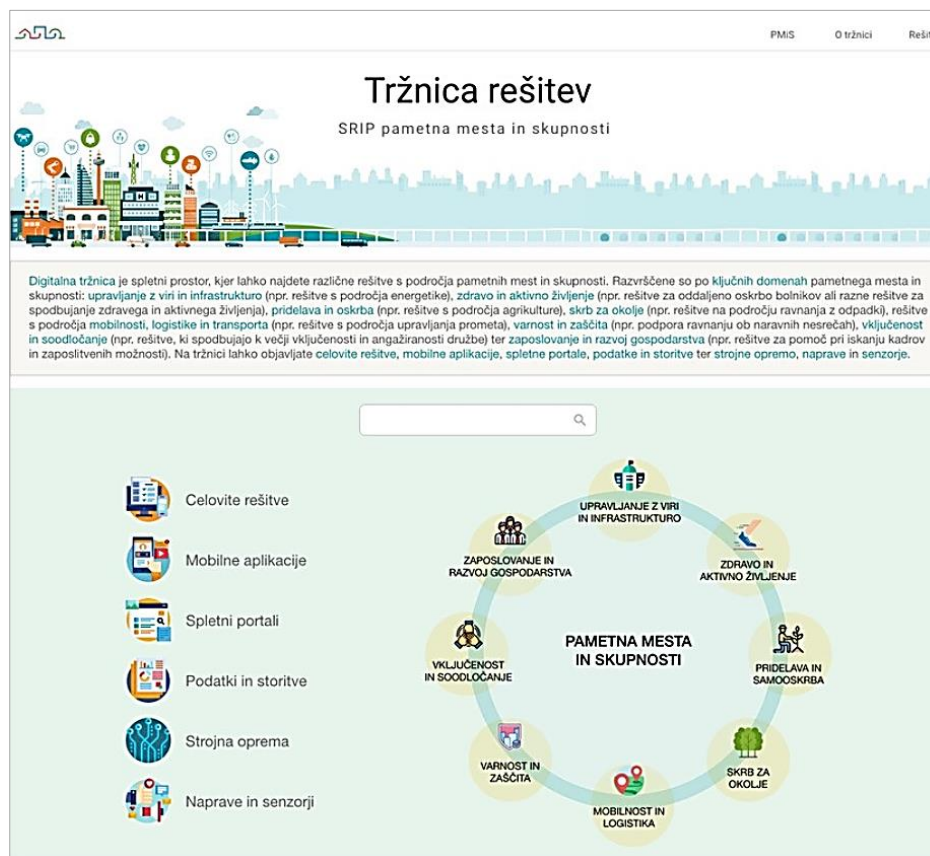 PMiS O tržnici
Tržnica rešitev
SRIP pametna mesta in skupnosti
Digitalna tržnica je spletni prostor, kjer lahko najdete različne rešitve s področja pametnih mest in skupnosti. Razvrščene so po ključnih domenah pametnega mesta in
skupnosti: upravljanje z viri in infrastrukturo (npr. rešitve s področja energetike), zdravo in aktivno življenje (npr. rešitve za oddaljeno oskrbo bolnikov ali razne rešitve za
spodbujanje zdravega in aktivnega življenja), pridelava in oskrba (npr. rešitve s področja agrikulture), skrb za okolje (npr. rešitve na področju ravnanja z odpadki), rešitve
s področja mobilnosti, logistike in transporta (npr. rešitve s področja upravljanja prometa), varnost in zaščita (npr. podpora ravnanju ob naravnih nesrečah), vključenost
in soodločanje (npr. rešitve, ki spodbujajo k večji vključenosti in angažiranosti družbe) ter zaposlovanje in razvoj gospodarstva (npr. rešitve za pomoč pri iskanju kadrov
in zaposlitvenih možnosti). Na tržnici lahko objavljate celovite rešitve, mobilne aplikacije, spletne portale, podatke in storitve ter strojne opremo, naprave in senzorje.
Celovite rešitve
Mobilne aplikacije
Spletni portali
Podatki in storitve
Strojna oprema
Naprave in senzorji
UPRAVLJANJE Z VIRI
IN INFRASTRUKTURO
ZDRAVO IN
AKTIVNO ŽIVLJENJE
PRIDELAVA IN
SAMOOSKRBA
SKRB ZA
OKOLJE
MOBILNOST IN
LOGISTIKA
VARNOST IN
ZAŠČITA
VKLJUČENOST
IN SOODLOČANJE
ZAPOSLOVANJE IN
RAZVOJ GOSPODARSTVA
PAMETNA MESTA
IN SKUPNOSTI